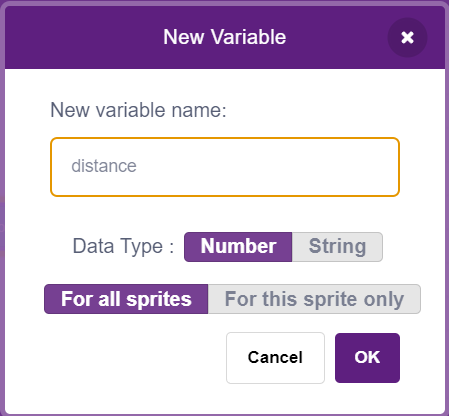 New Variable
New variable name:
distance
Data Type : Number String
For all sprites For this sprite only
Cancel OK